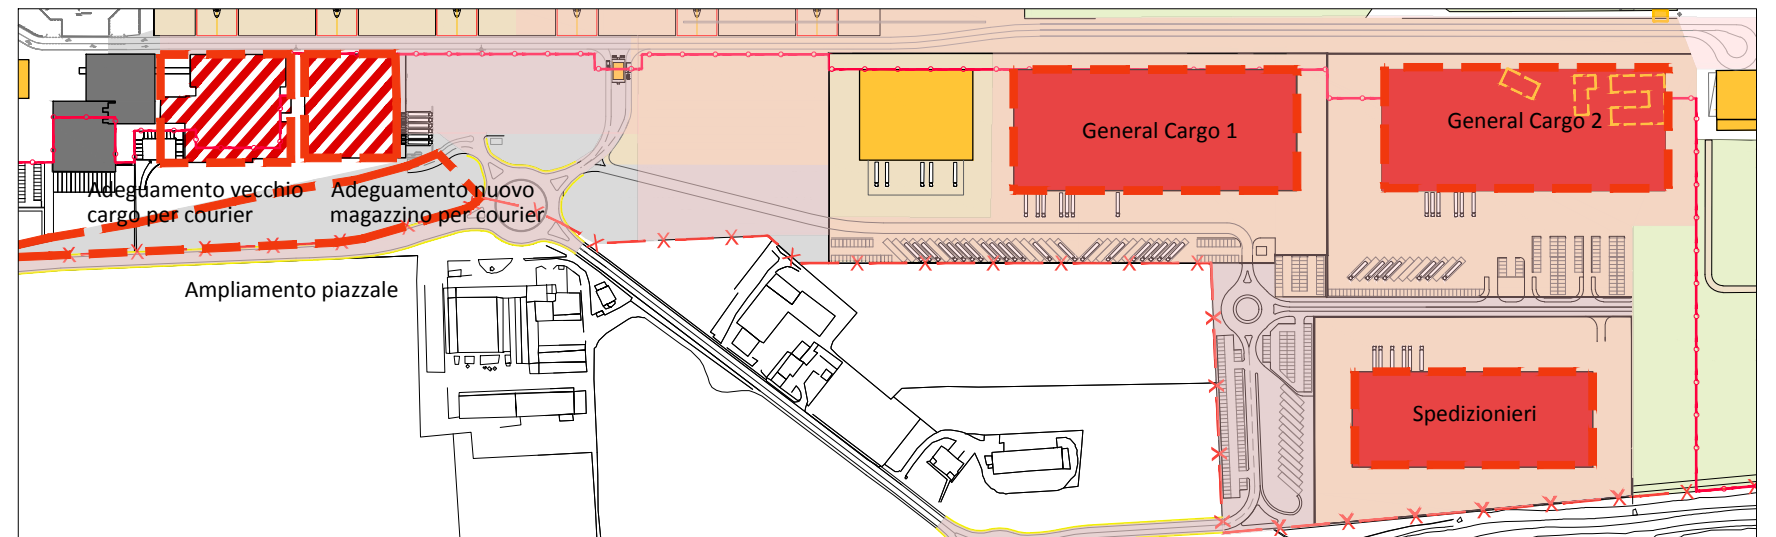 General Cargo 1
General Cargo 2
Adeguamento vecchio
cargo per courier
Adeguamento nuovo
magazzino per courier
Ampliamento piazzale
Spedizionieri